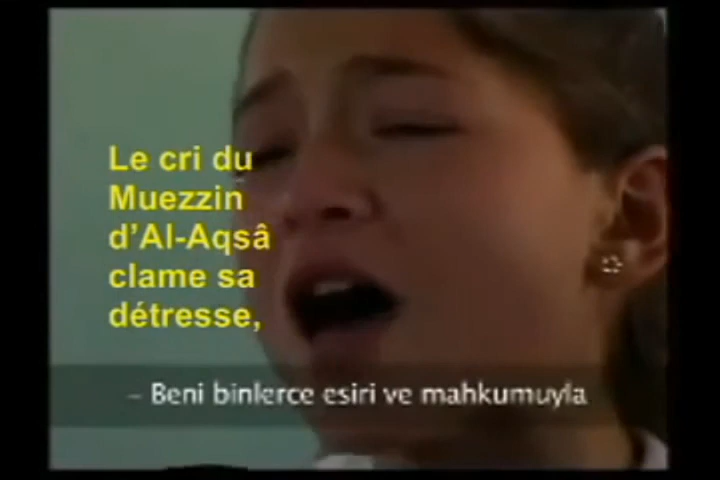 Le cri du
Muezzin
d'Al-Aqsâ
clame sa
détresse,
– Beni binlerce esiri ve mahkumuyla